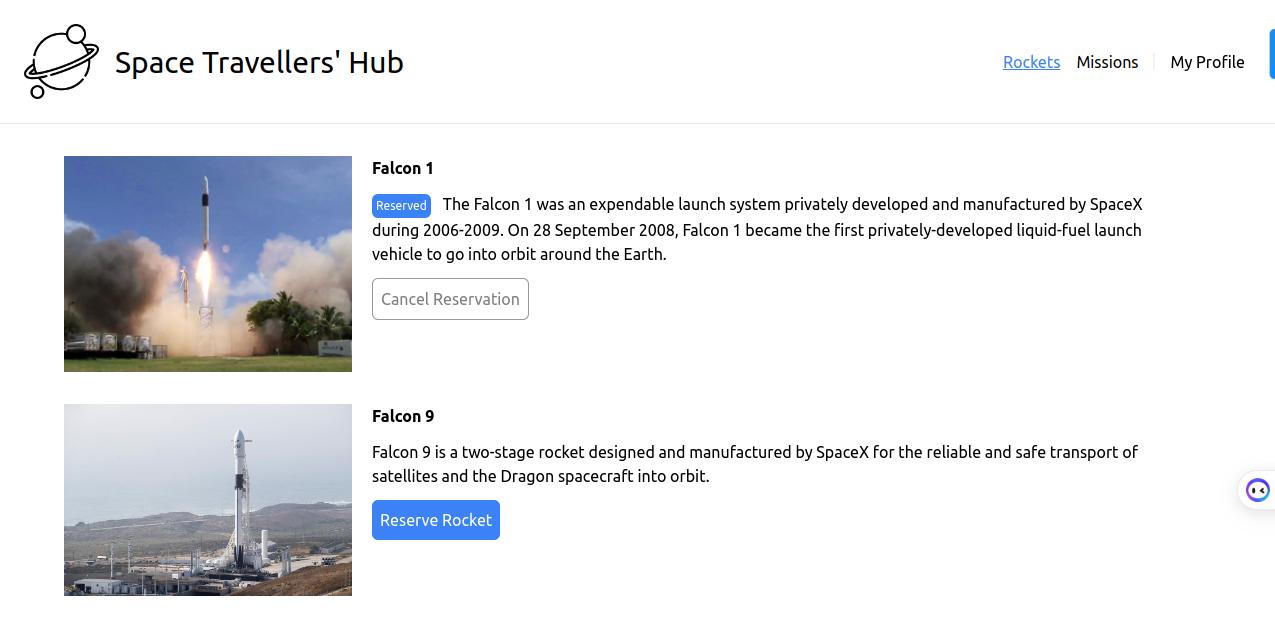 Space Travellers' Hub
Rockets Missions My Profile
Falcon 1
Reserved The Falcon 1 was an expendable launch system privately developed and manufactured by SpaceX
during 2006-2009. On 28 September 2008, Falcon 1 became the first privately-developed liquid-fuel launch
vehicle to go into orbit around the Earth.
Cancel Reservation
Falcon 9
Falcon 9 is a two-stage rocket designed and manufactured by SpaceX for the reliable and safe transport of
satellites and the Dragon spacecraft into orbit.
Reserve Rocket